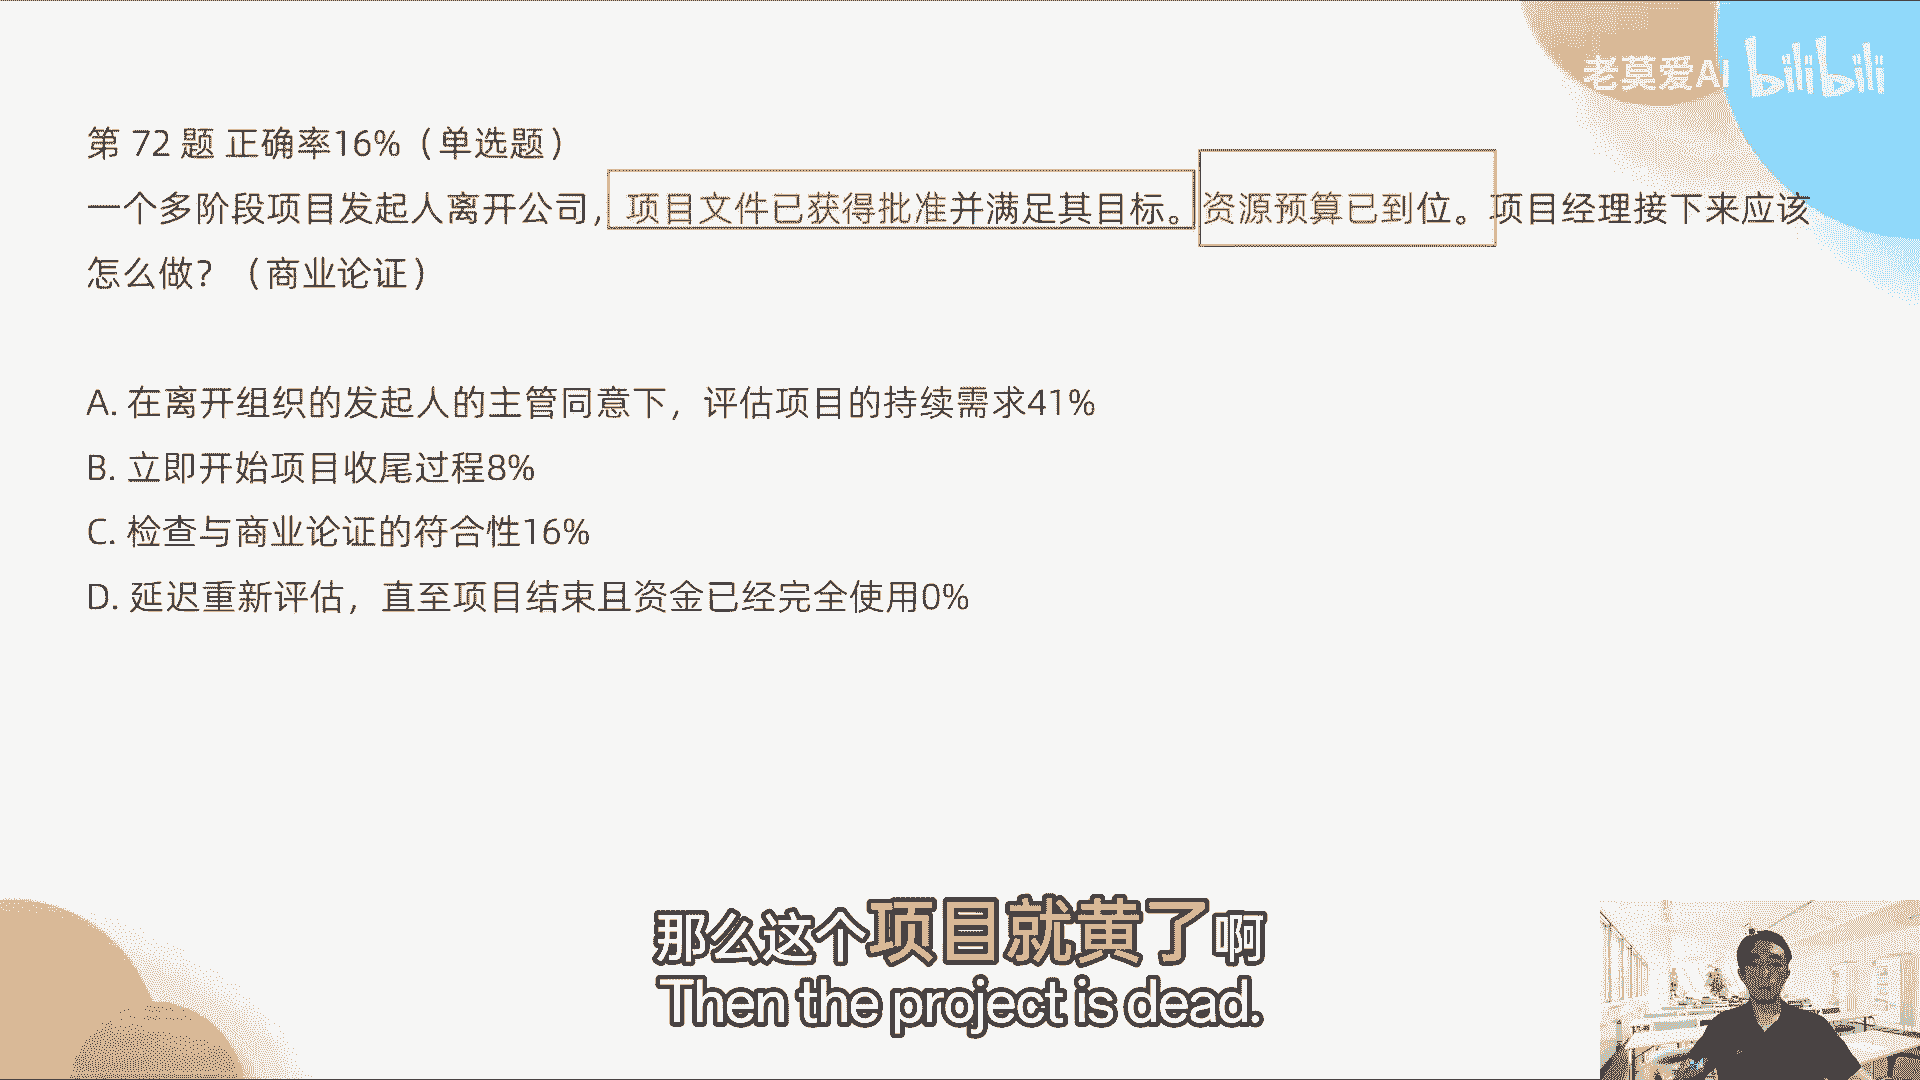 老莫爱AI bilibili
第 72 题 正确率16%（单选题）
一个多阶段项目发起人离开公司，项目文件已获得批准并满足其目标。资源预算已到位。项目经理接下来应该
怎么做？（商业论证）
A. 在离开组织的发起人的主管同意下，评估项目的持续需求41%
B. 立即开始项目收尾过程8%
C. 检查与商业论证的符合性16%
D. 延迟重新评估，直至项目结束且资金已经完全使用0%
那么这个项目就黄了啊
Then the project is dead.